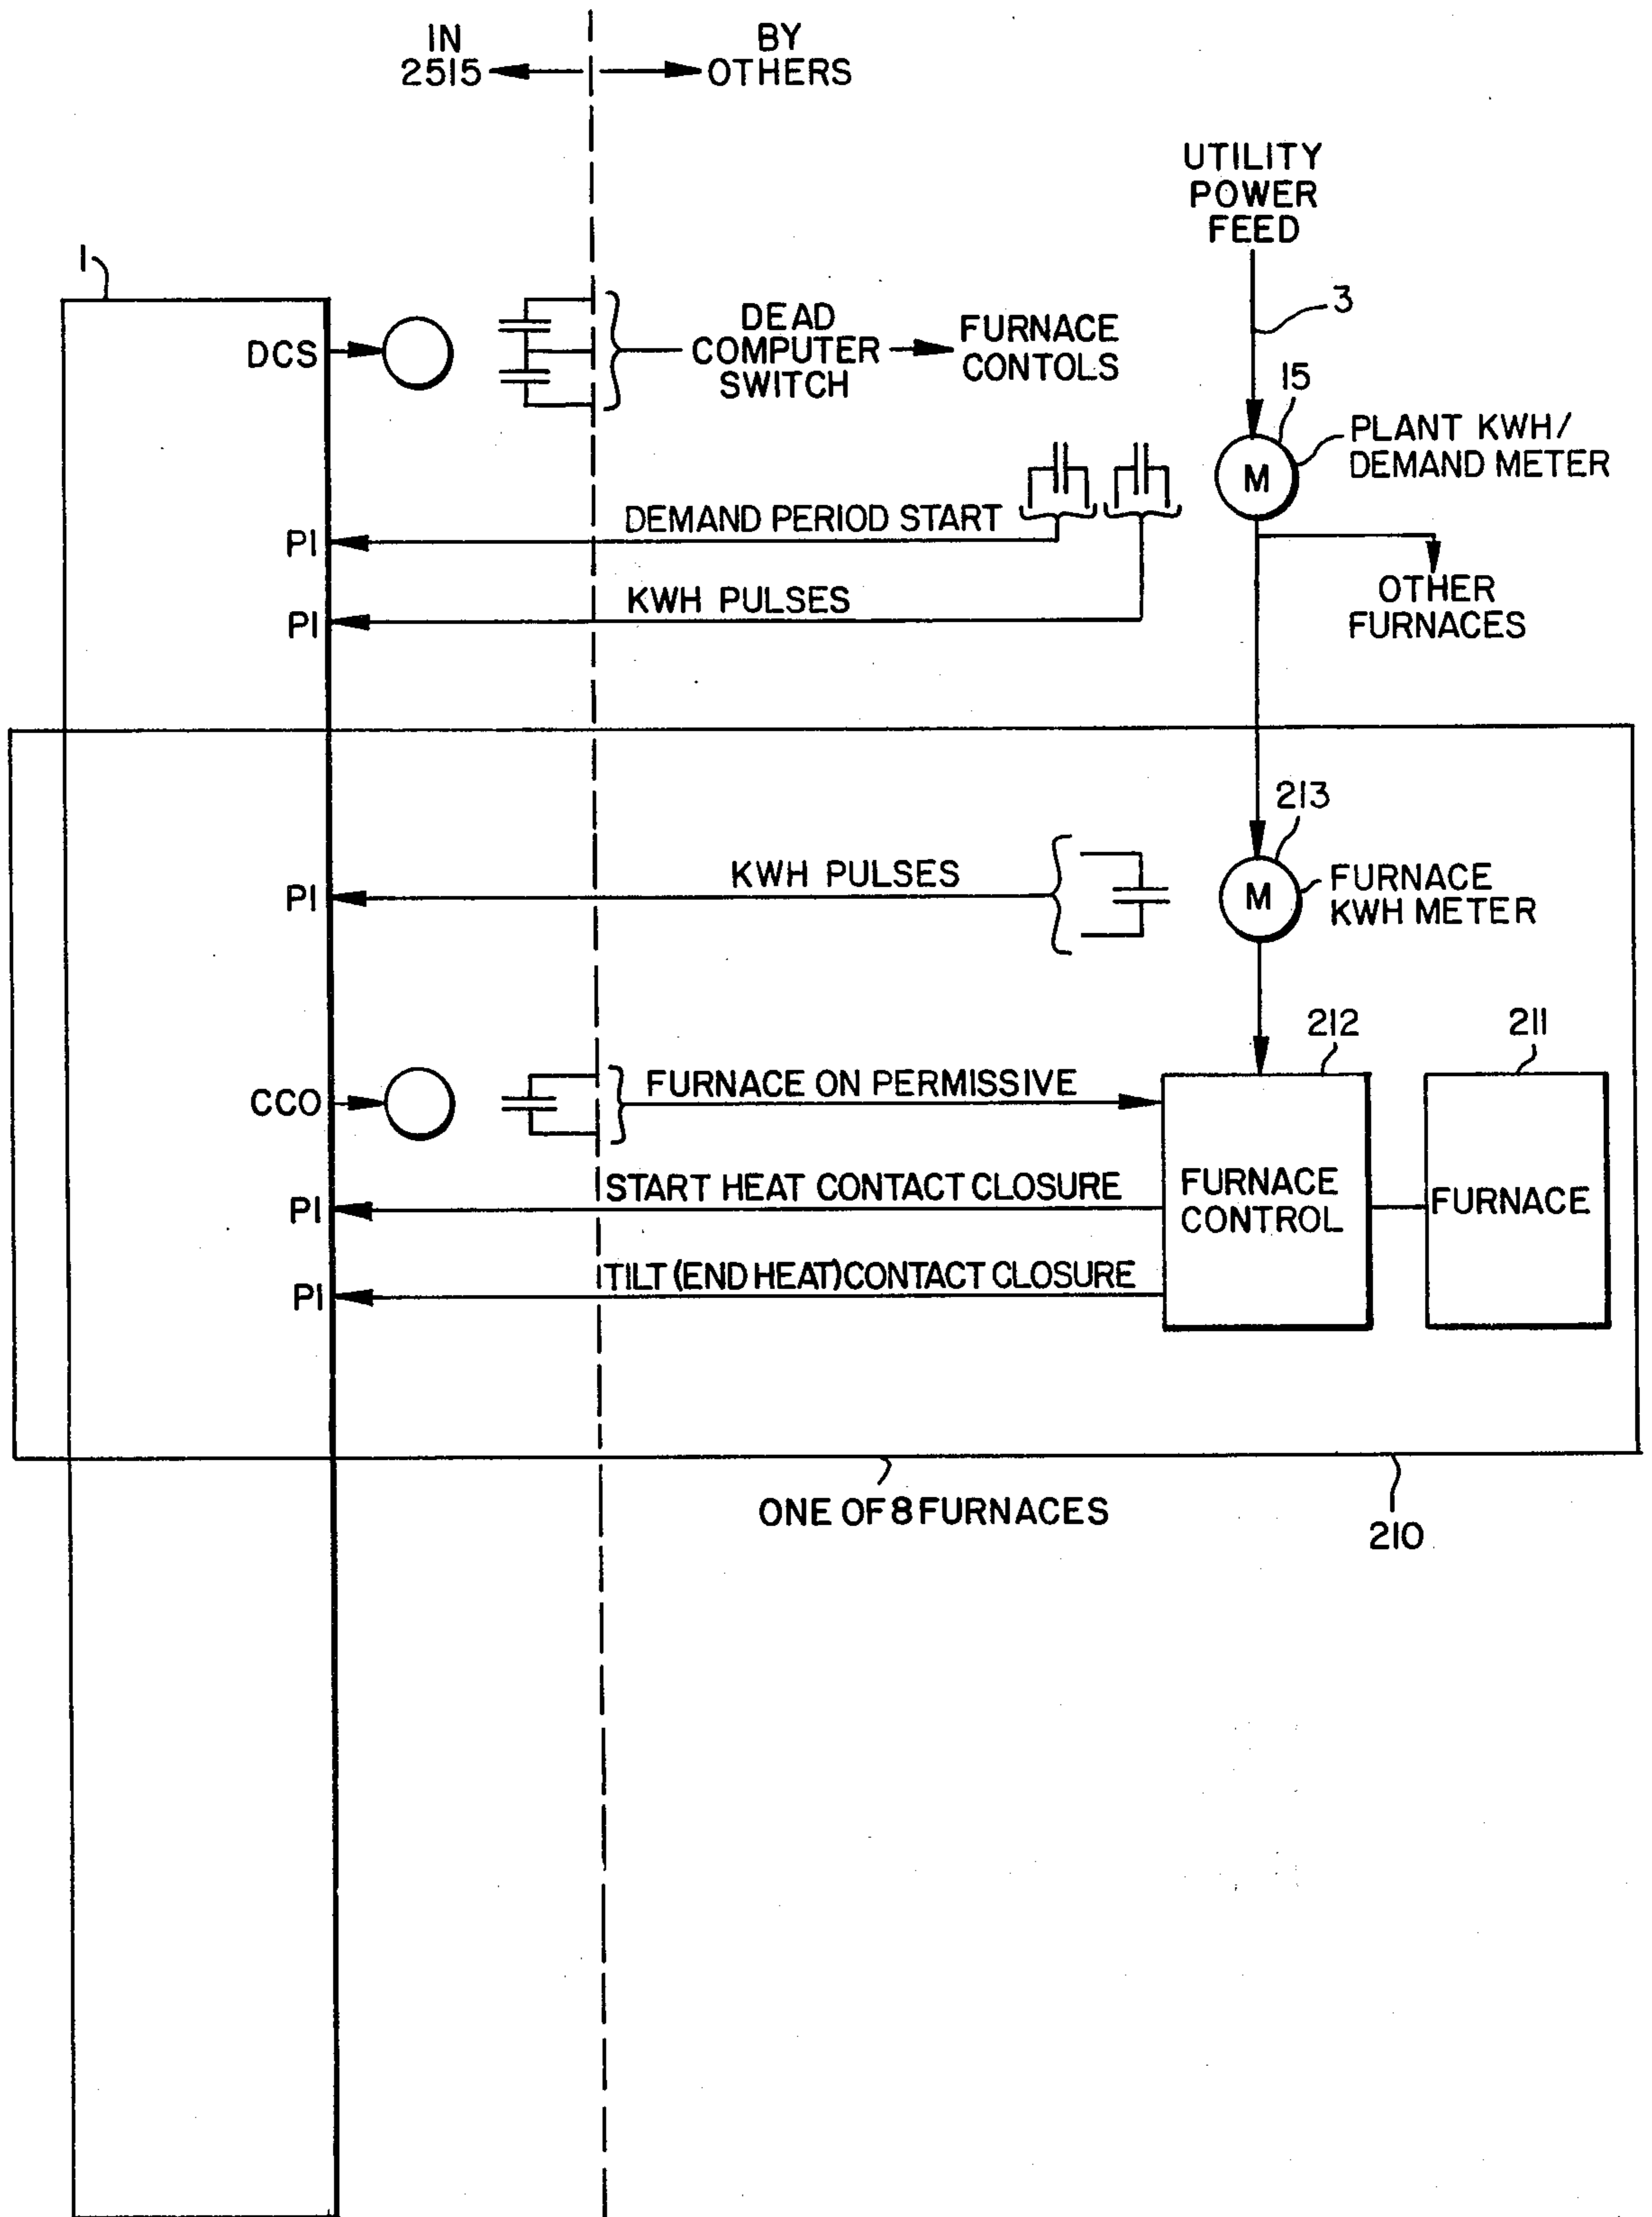 IN
2515
BY
OTHERS
UTILITY
POWER
FEED
3
1
DCS
DEAD
COMPUTER
SWITCH
FURNACE
CONTOLS
15
M
PLANT KWH/
DEMAND METER
PI
DEMAND PERIOD START
PI
KWH PULSES
OTHER
FURNACES
213
PI
KWH PULSES
M
FURNACE
KWH METER
212
211
CCO
FURNACE ON PERMISSIVE
PI
START HEAT CONTACT CLOSURE
FURNACE
CONTROL
FURNACE
PI
TILT (END HEAT) CONTACT CLOSURE
ONE OF 8 FURNACES
210